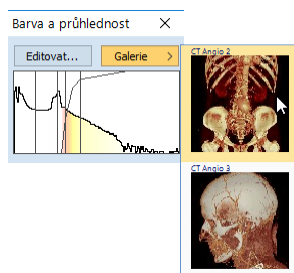 Barva a průhlednost
Editovat...
Galerie
CT Angio 2
CT Angio 3